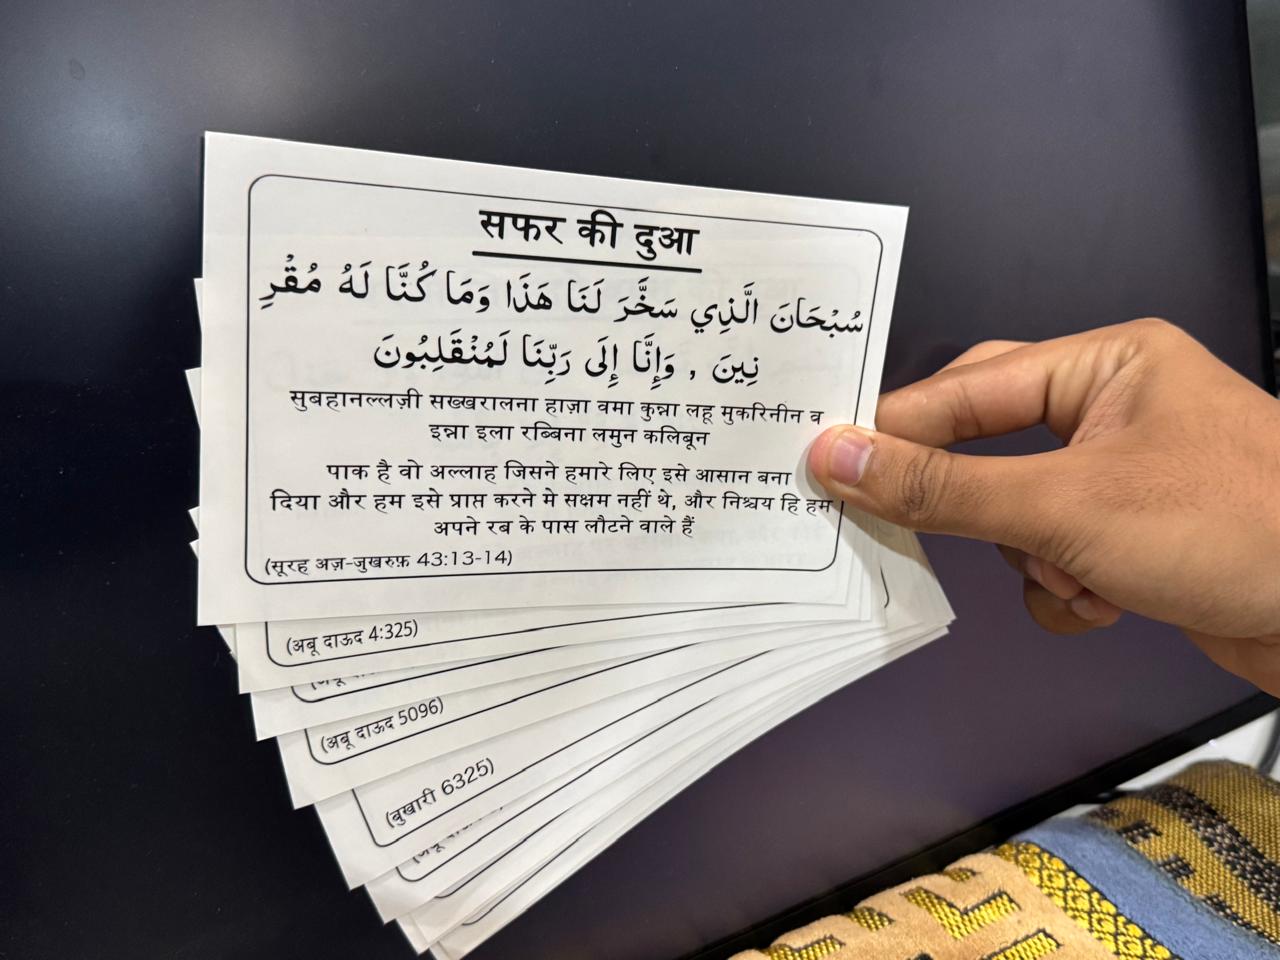 सफर की दुआ
سُبْحَانَ الَّذِي سَخَّرَ لَنَا هَذَا وَمَا كُنَّا لَهُ مُقْرِ
نِينَ , وَإِنَّا إِلَى رَبِّنَا لَمُنْقَلِبُونَ
सुबहानल्लज़ी सख्खरालना हाज़ा वमा कुन्ना लहू मुकरिनीन व
इन्ना इला रब्बिना लमुन कलिबून
पाक है वो अल्लाह जिसने हमारे लिए इसे आसान बना
दिया और हम इसे प्राप्त करने मे सक्षम नहीं थे, और निश्चय हि हम
अपने रब के पास लौटने वाले हैं
(सूरह अज़-जुखरुफ़ 43:13-14)
(अबू दाऊद 4:325)
(अबू दाऊद 5096)
(बुखारी 6325)